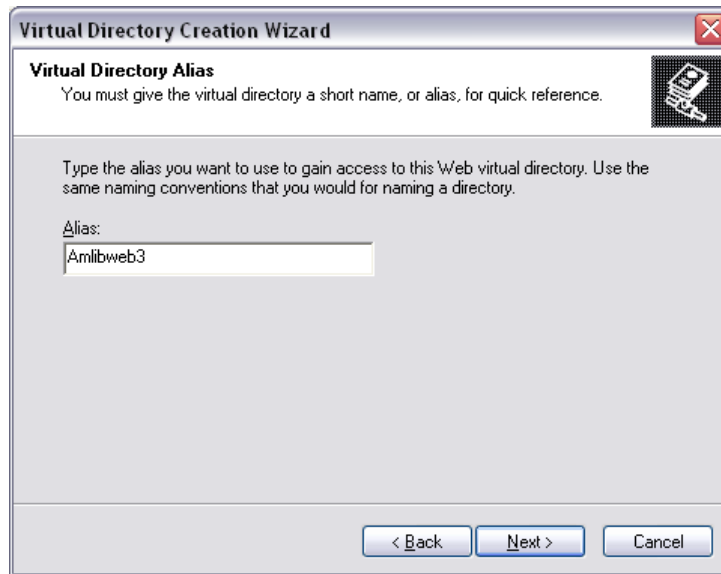 Virtual Directory Creation Wizard
Virtual Directory Alias
You must give the virtual directory a short name, or alias, for quick reference.
Type the alias you want to use to gain access to this Web virtual directory. Use the
same naming conventions that you would for naming a directory.
Alias:
Amlibweb3
< Back Next > Cancel